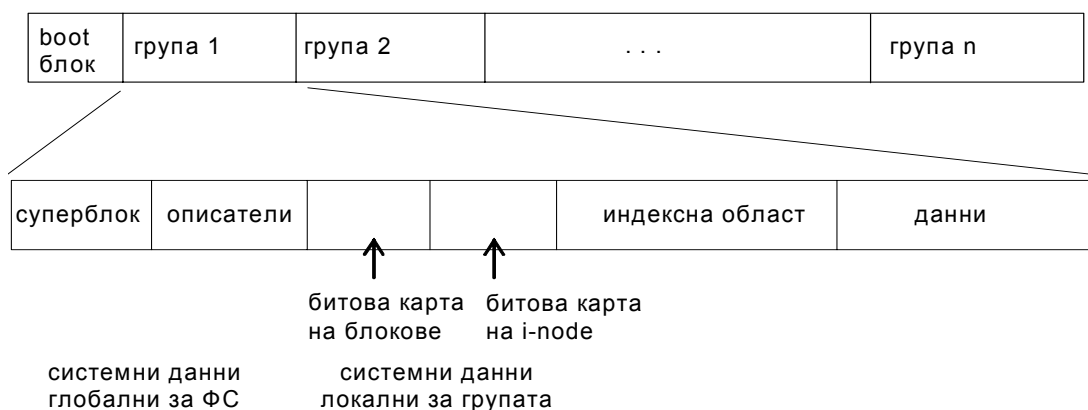 boot
блок
група 1
група 2
. . .
група n
суперблок
описатели
индексна област
данни
битова карта
на блокове
битова карта
на i-node
системни данни
глобални за ФС
системни данни
локални за групата